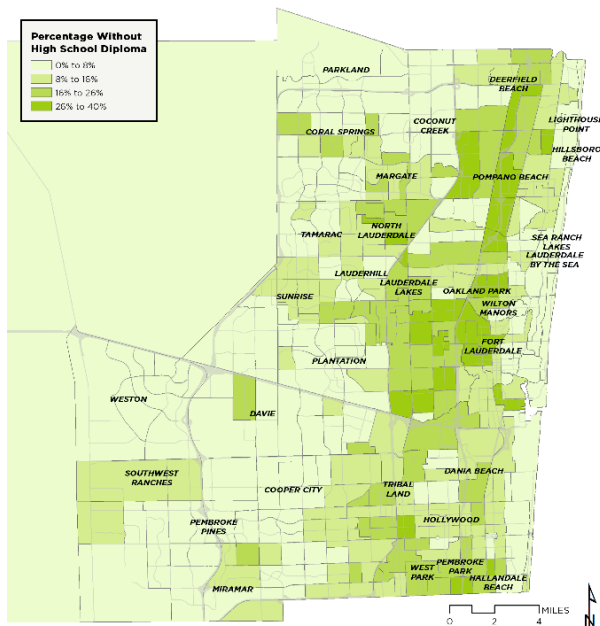 Percentage Without
High School Diploma
0% to 8%
8% to 16%
16% to 26%
26% to 40%
PARKLAND
DEERFIELD
BEACH
COCONUT
CREEK
LIGHTHOUSE
POINT
CORAL SPRINGS
HILLSBORO
BEACH
MARGATE
POMPANO BEACH
NORTH
LAUDERDALE
TAMARAC
SEA RANCH
LAKES
LAUDERDALE
BY THE SEA
LAUDERHILL
LAUDERDALE
LAKES
OAKLAND PARK
SUNRISE
WILTON
MANORS
FORT
LAUDERDALE
PLANTATION
WESTON
DAVIE
SOUTHWEST
RANCHES
DANIA BEACH
COOPER CITY
TRIBAL
LAND
PEMBROKE
PINES
HOLLYWOOD
WEST
PARK
PEMBROKE
PARK
HALLANDALE
BEACH
MIRAMAR
0 2 4 MILES
N